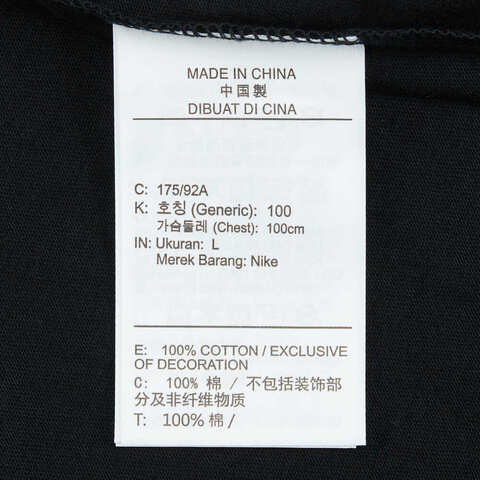 MADE IN CHINA
中国製
DIBUAT DI CINA
C: 175/92A
K: 호칭 (Generic): 100
가슴둘레 (Chest): 100cm
IN: Ukuran: L
Merek Barang: Nike
E: 100% COTTON / EXCLUSIVE
OF DECORATION
C: 100% 棉 / 不包括装饰部
分及非纤维物质
T: 100% 棉 /